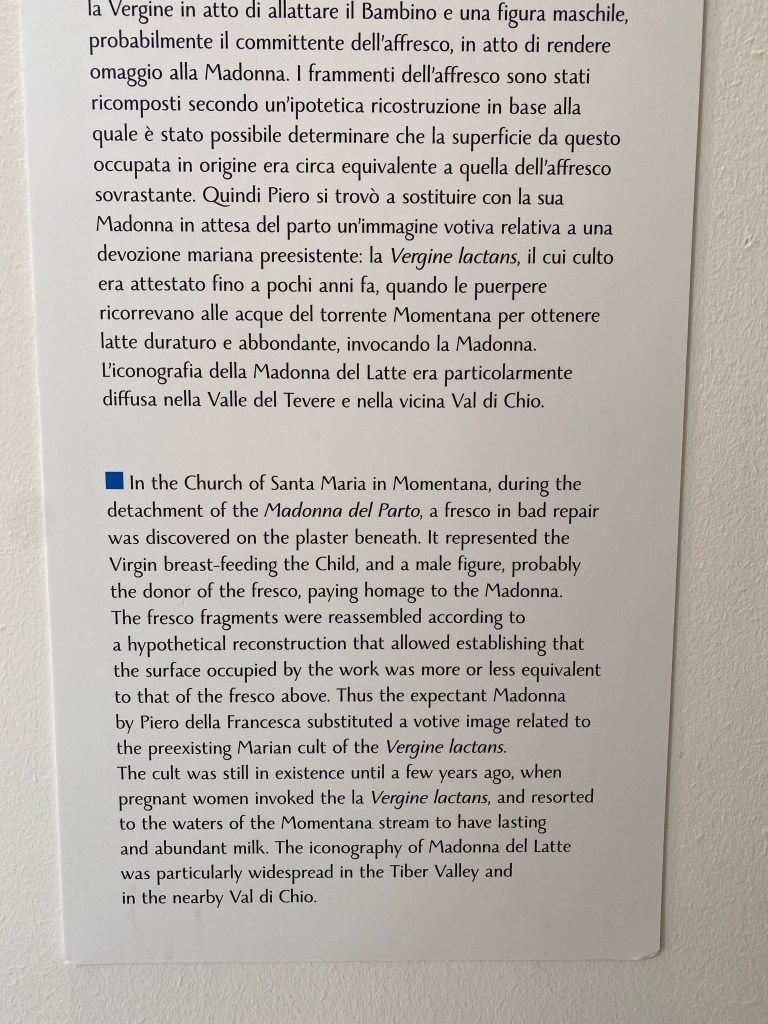 la Vergine in atto di allattare il Bambino e una figura maschile,
probabilmente il committente dell'affresco, in atto di rendere
omaggio alla Madonna. I frammenti dell'affresco sono stati
ricomposti secondo un'ipotetica ricostruzione in base alla
quale è stato possibile determinare che la superficie da questo
occupata in origine era circa equivalente a quella dell'affresco
sovrastante. Quindi Piero si trovò a sostituire con la sua
Madonna in attesa del parto un'immagine votiva relativa a una
devozione mariana preesistente: la Vergine lactans, il cui culto
era attestato fino a pochi anni fa, quando le puerpere
ricorrevano alle acque del torrente Momentana per ottenere
latte duraturo e abbondante, invocando la Madonna.
L'iconografia della Madonna del Latte era particolarmente
diffusa nella Valle del Tevere e nella vicina Val di Chio.
In the Church of Santa Maria in Momentana, during the
detachment of the Madonna del Parto, a fresco in bad repair
was discovered on the plaster beneath. It represented the
Virgin breast-feeding the Child, and a male figure, probably
the donor of the fresco, paying homage to the Madonna.
The fresco fragments were reassembled according to
a hypothetical reconstruction that allowed establishing that
the surface occupied by the work was more or less equivalent
to that of the fresco above. Thus the expectant Madonna
by Piero della Francesca substituted a votive image related to
the preexisting Marian cult of the Vergine lactans.
The cult was still in existence until a few years ago, when
pregnant women invoked the la Vergine lactans, and resorted
to the waters of the Momentana stream to have lasting
and abundant milk. The iconography of Madonna del Latte
was particularly widespread in the Tiber Valley and
in the nearby Val di Chio.